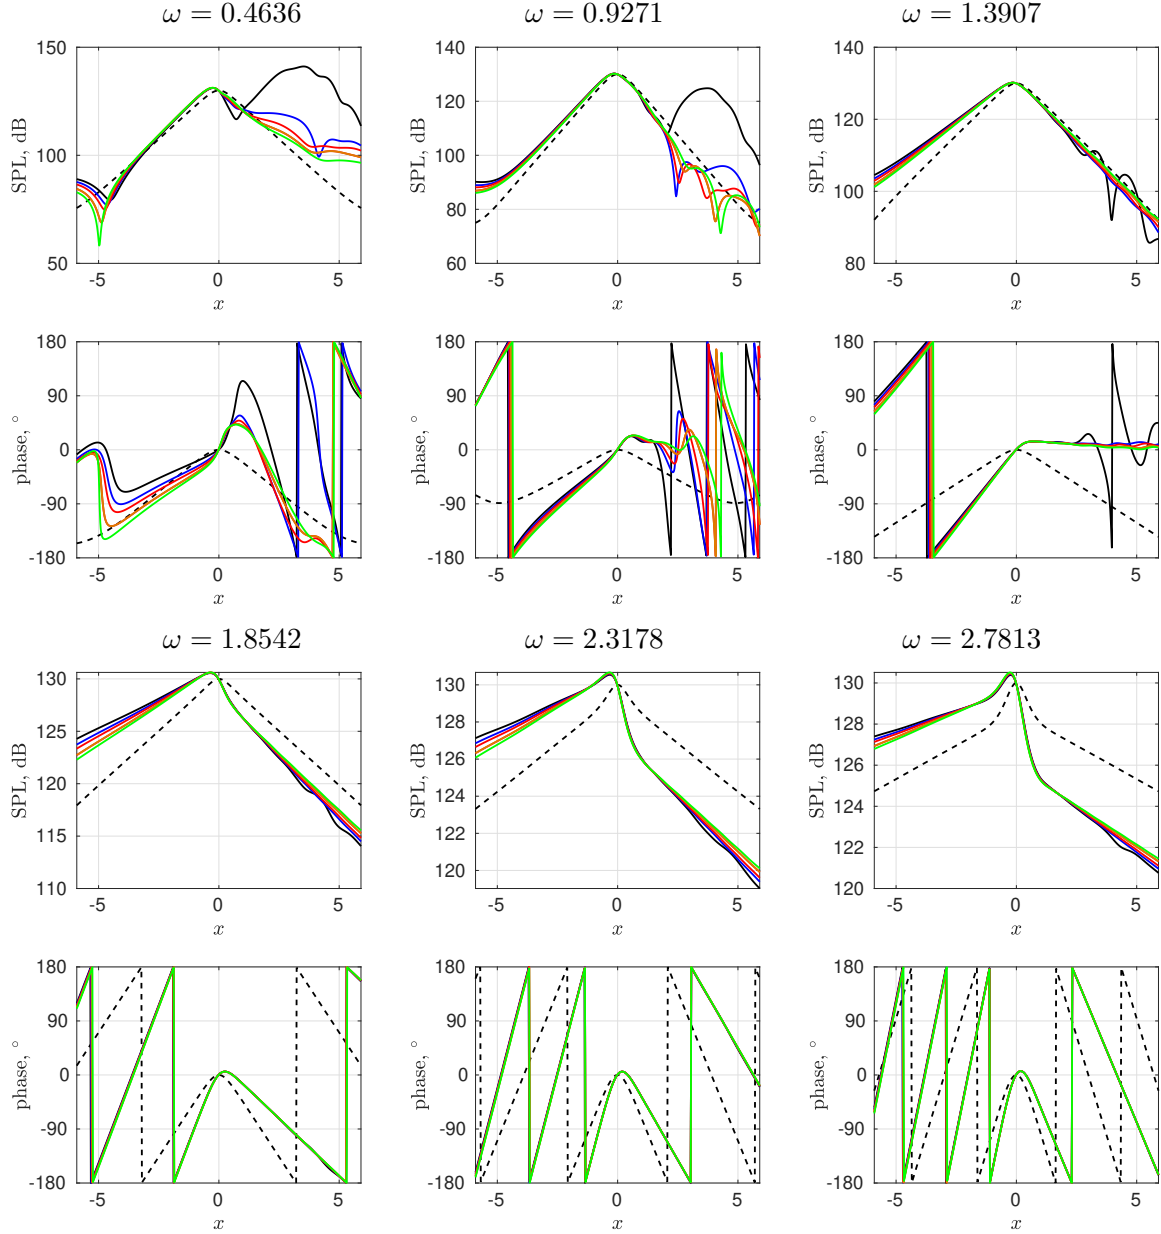 ω = 0.4636 ω = 0.9271 ω = 1.3907
150
100
50
SPL, dB
-5 0 5
x
140
120
100
80
60
SPL, dB
-5 0 5
x
140
120
100
80
SPL, dB
-5 0 5
x
180
90
0
-90
-180
phase, °
-5 0 5
x
180
90
0
-90
-180
phase, °
-5 0 5
x
180
90
0
-90
-180
phase, °
-5 0 5
x
ω = 1.8542 ω = 2.3178 ω = 2.7813
130
125
120
115
110
SPL, dB
-5 0 5
x
130
128
126
124
122
120
SPL, dB
-5 0 5
x
130
128
126
124
122
120
SPL, dB
-5 0 5
x
180
90
0
-90
-180
phase, °
-5 0 5
x
180
90
0
-90
-180
phase, °
-5 0 5
x
180
90
0
-90
-180
phase, °
-5 0 5
x